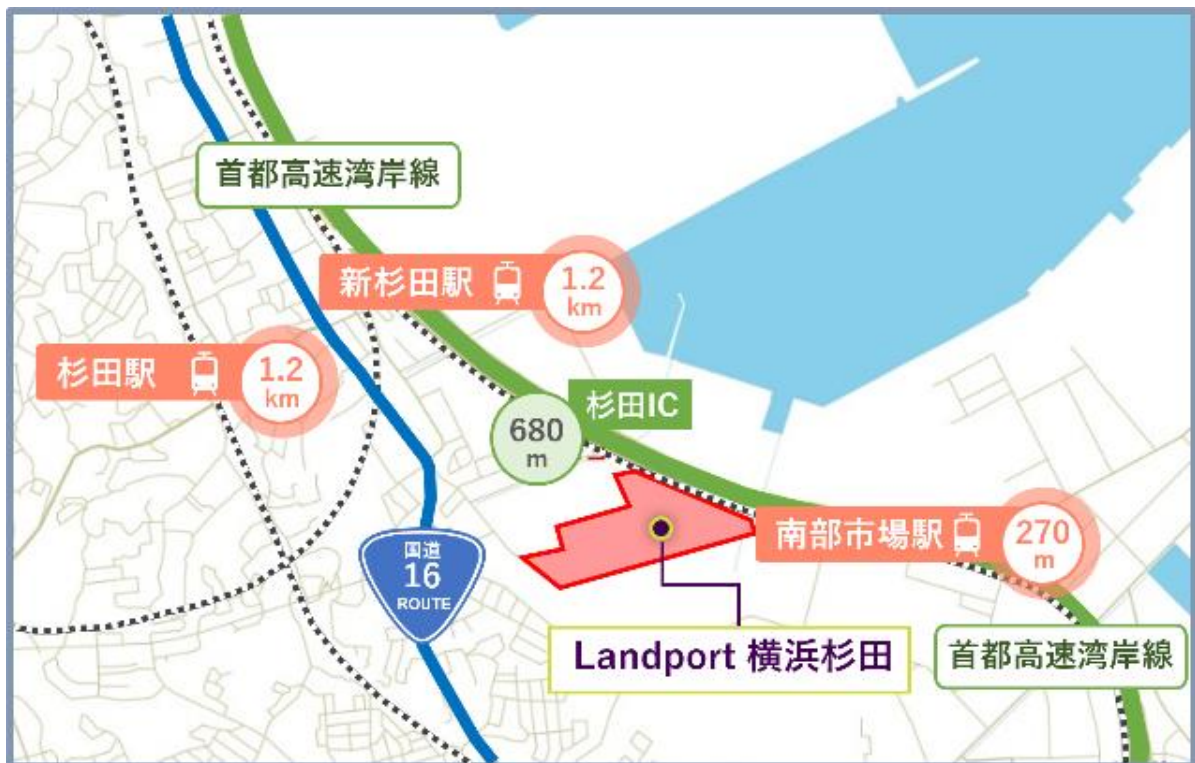 首都高速湾岸線
新杉田駅
1.2
km
杉田駅
1.2
km
杉田IC
680
m
南部市場駅
270
m
国道
16
ROUTE
Landport 横浜杉田
首都高速湾岸線